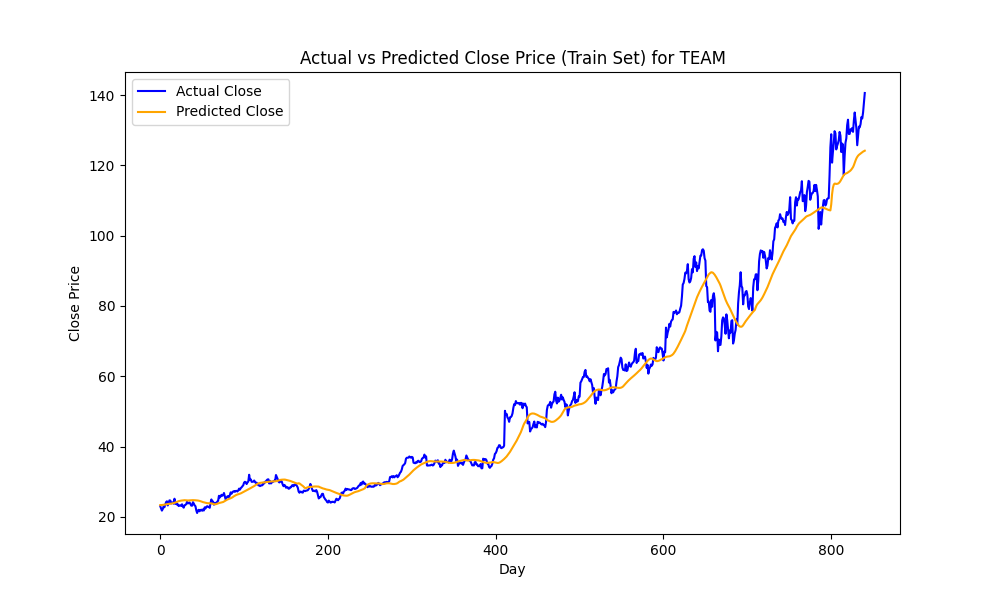 Actual vs Predicted Close Price (Train Set) for TEAM
Actual Close
Predicted Close
Close Price
140
120
100
80
60
40
20
0
200
400
600
800
Day